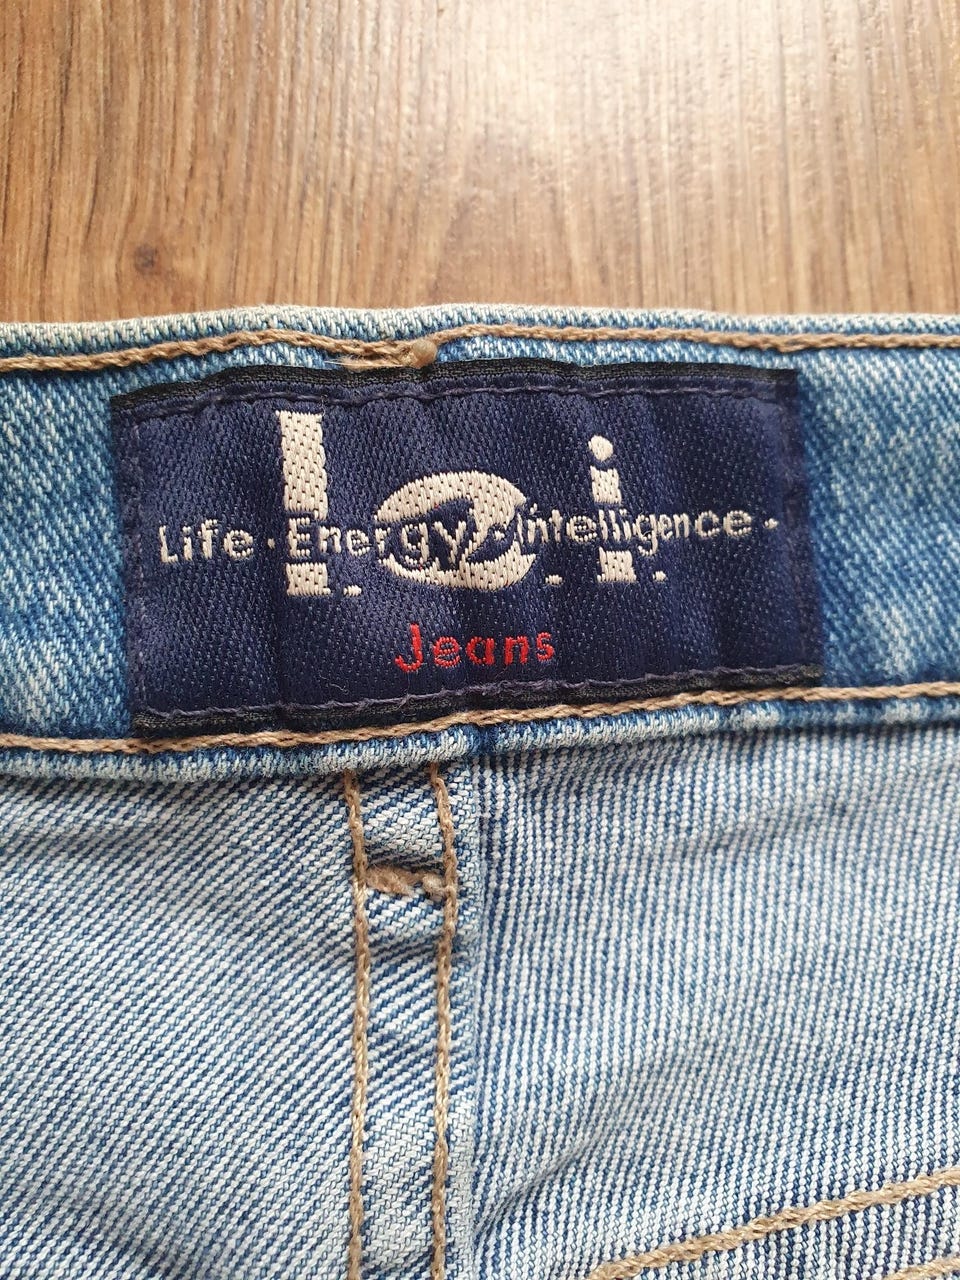 l.e.i.
Life · Energy · Intelligence ·
Jeans